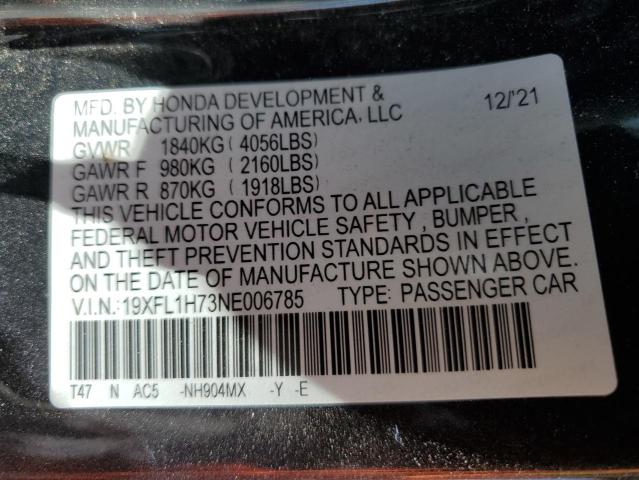 MFD. BY HONDA DEVELOPMENT &
MANUFACTURING OF AMERICA, LLC
12/'21
GVWR 1840KG ( 4056LBS)
GAWR F 980KG ( 2160LBS)
GAWR R 870KG ( 1918LBS)
THIS VEHICLE CONFORMS TO ALL APPLICABLE
FEDERAL MOTOR VEHICLE SAFETY , BUMPER ,
AND THEFT PREVENTION STANDARDS IN EFFECT
ON THE DATE OF MANUFACTURE SHOWN ABOVE.
V.I.N.:19XFL1H73NE006785 TYPE: PASSENGER CAR
T47 N AC5 -NH904MX -Y -E